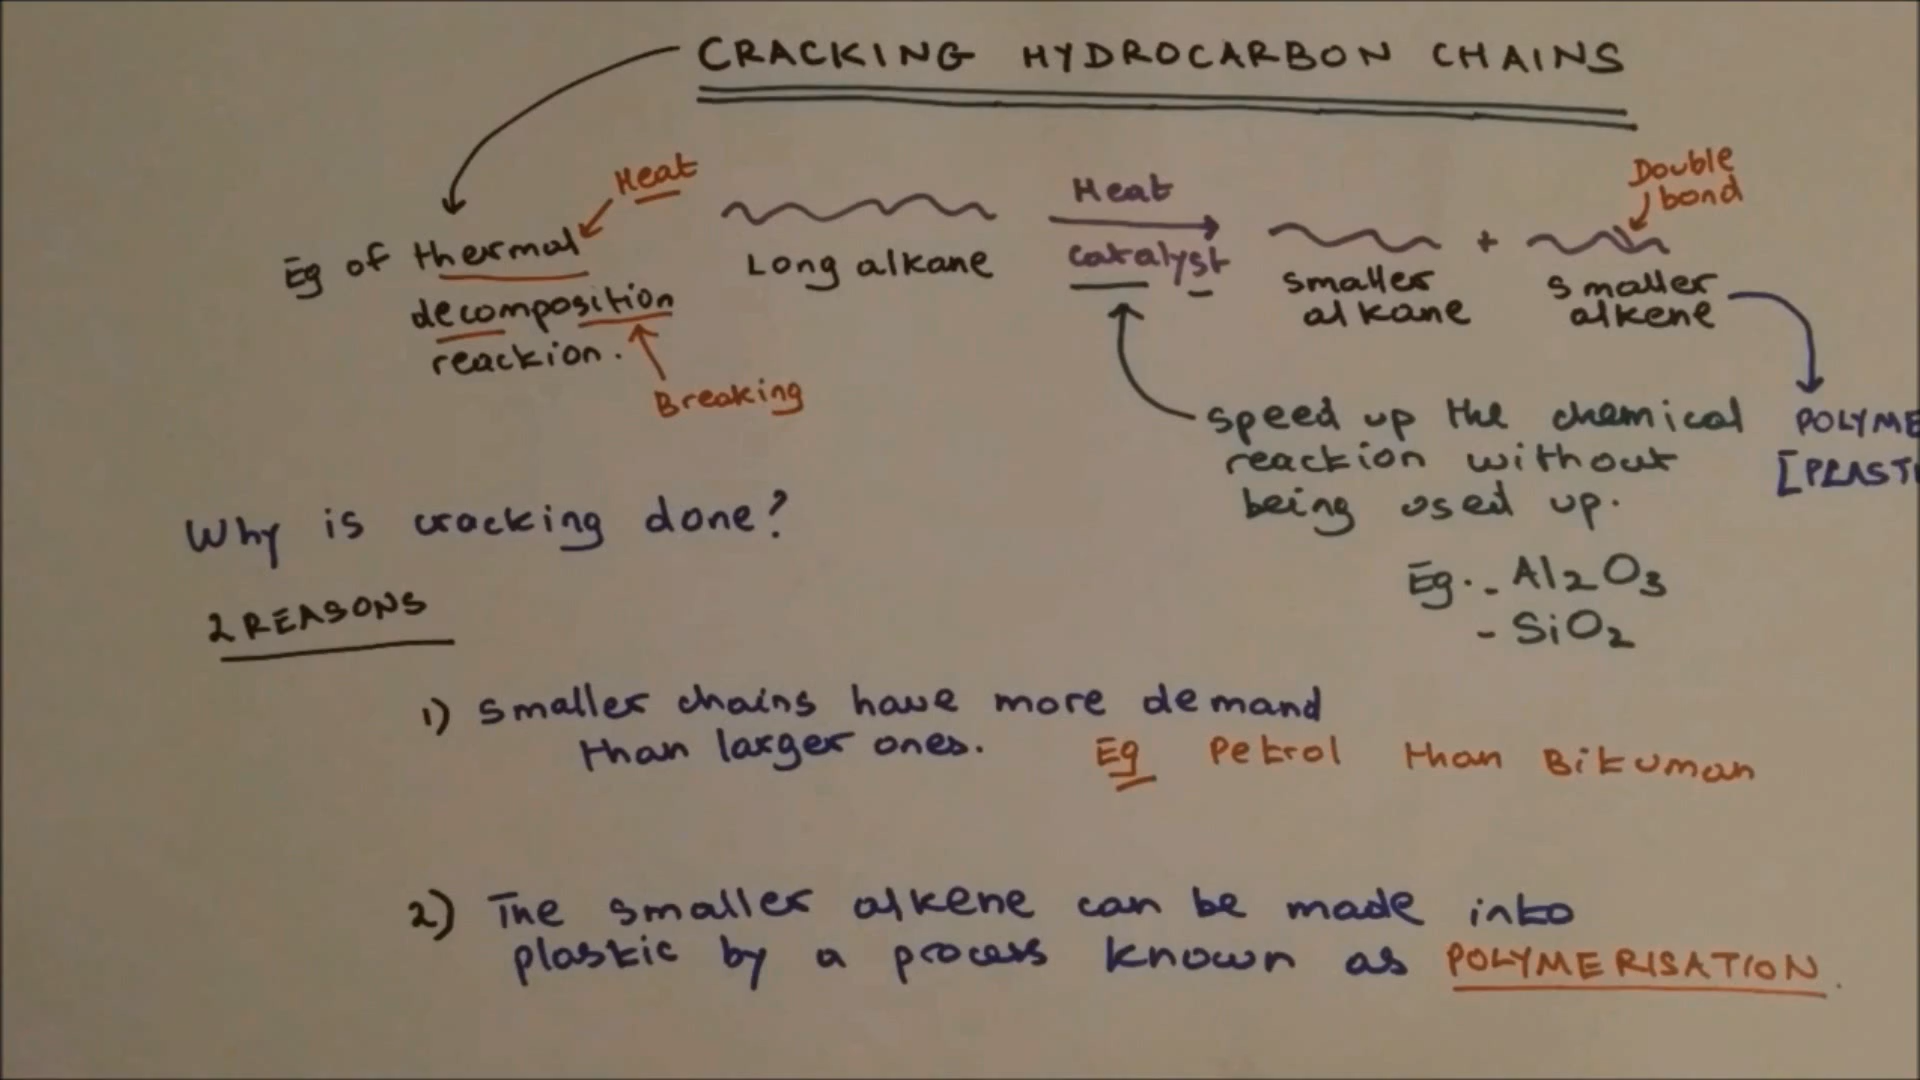 CRACKING HYDROCARBON CHAINS
Heat
Eg of thermal
decomposition
reaction.
Breaking
Long alkane
Heat
catalyst
smaller
alkane
+
Double
bond
smaller
alkene
speed up the chemical
reaction without
being used up.
Eg. - Al2O3
- SiO2
POLYME
[PLASTI
Why is cracking done?
2 REASONS
1) smaller chains have more demand
than larger ones. Eg Petrol than Bituman
2) The smaller alkene can be made into
plastic by a process known as POLYMERISATION.